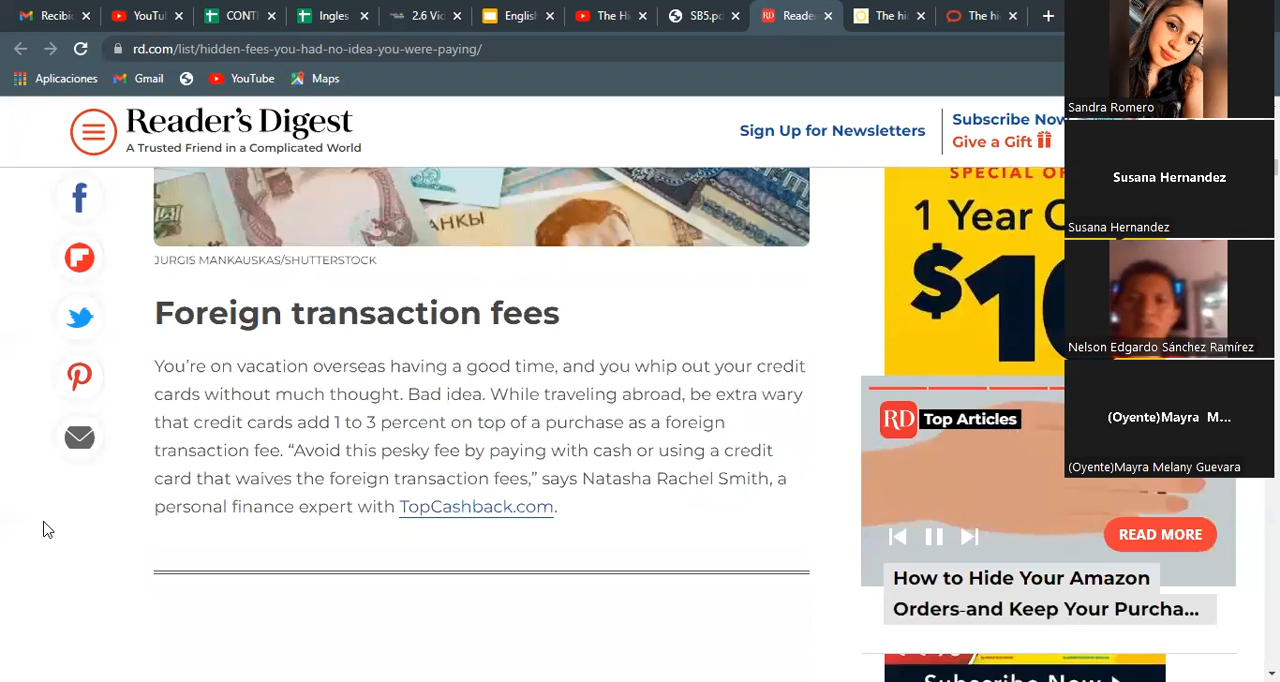 Recibic
YouTu
CONTI
Ingles
2.6 Vic
English
The Hi
SB5.pd
Reade
The hi
The hi
rd.com/list/hidden-fees-you-had-no-idea-you-were-paying/
Aplicaciones
Gmail
YouTube
Maps
Reader's Digest
A Trusted Friend in a Complicated World
Sign Up for Newsletters
Subscribe Now
Give a Gift
НКЫ
JURGIS MANKAUSKAS/SHUTTERSTOCK
Foreign transaction fees
You're on vacation overseas having a good time, and you whip out your credit
cards without much thought. Bad idea. While traveling abroad, be extra wary
that credit cards add 1 to 3 percent on top of a purchase as a foreign
transaction fee. “Avoid this pesky fee by paying with cash or using a credit
card that waives the foreign transaction fees,” says Natasha Rachel Smith, a
personal finance expert with TopCashback.com.
SPECIAL OF
1 Year
$10
RD Top Articles
READ MORE
How to Hide Your Amazon
Orders–and Keep Your Purcha...
Subscribe Now
Sandra Romero
Susana Hernandez
Susana Hernandez
Nelson Edgardo Sánchez Ramírez
(Oyente)Mayra M...
(Oyente)Mayra Melany Guevara